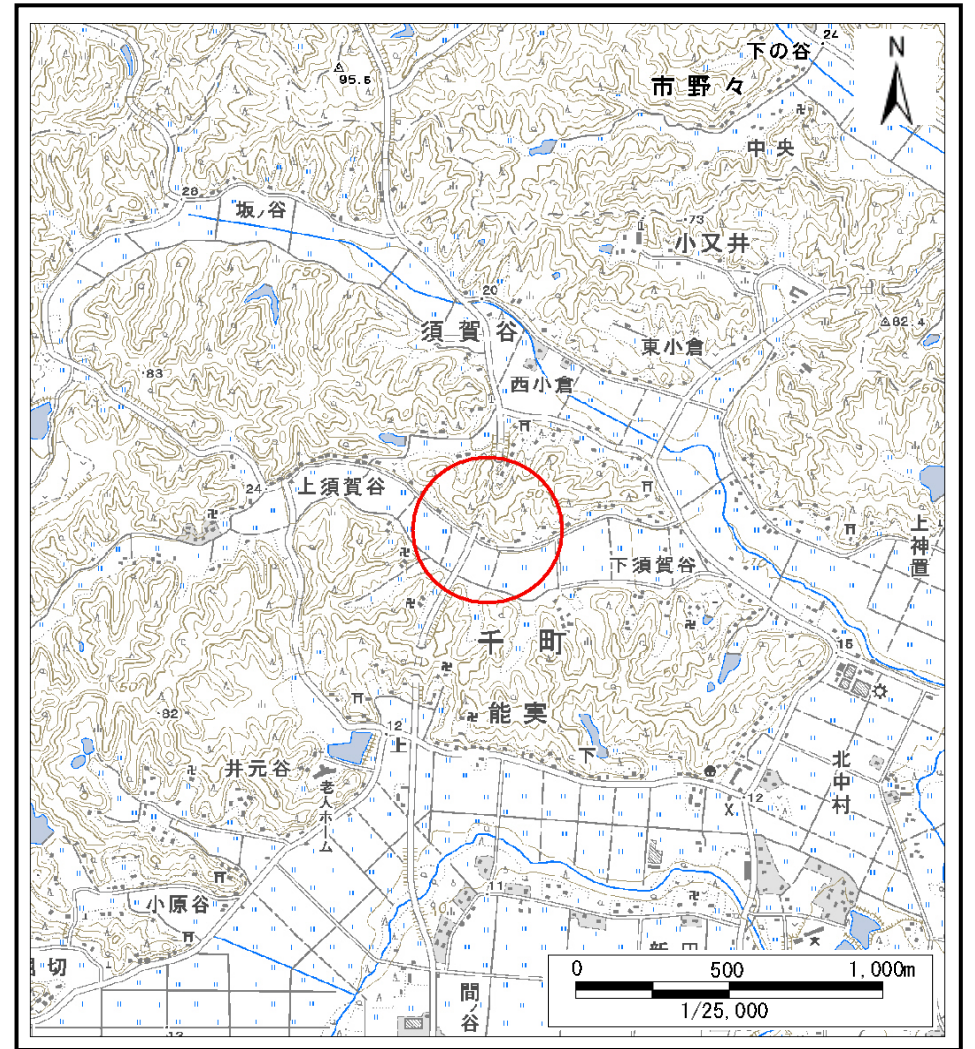 下の谷
24
N
市野々
95.5
中央
28
坂ノ谷
73
小又井
20
須賀谷
82.4
東小倉
83
西小倉
24
上須賀谷
50
上神置
下須賀谷
千町
15
50
82
能実
12
上
下
井元谷
老人ホーム
12
北中村
11
小原谷
新田
切
間ノ谷
0 500 1,000m
1/25,000